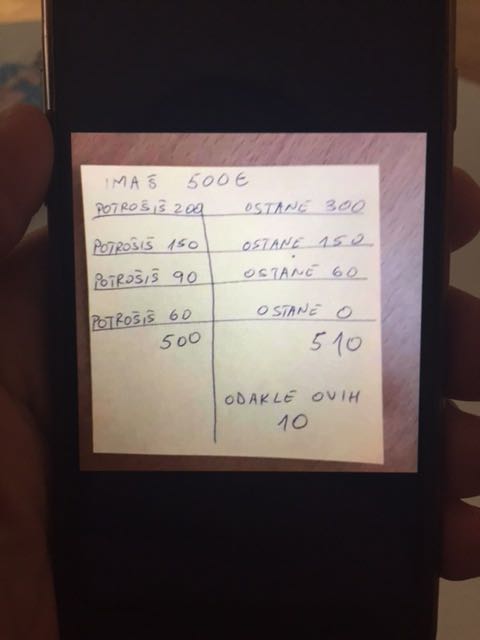 IMAŠ 500€
POTROŠIŠ 200 OSTANE 300
POTROŠIŠ 150 OSTANE 150
POTROŠIŠ 90 OSTANE 60
POTROŠIŠ 60 OSTANE 0
500 510
ODAKLE OVIH
10